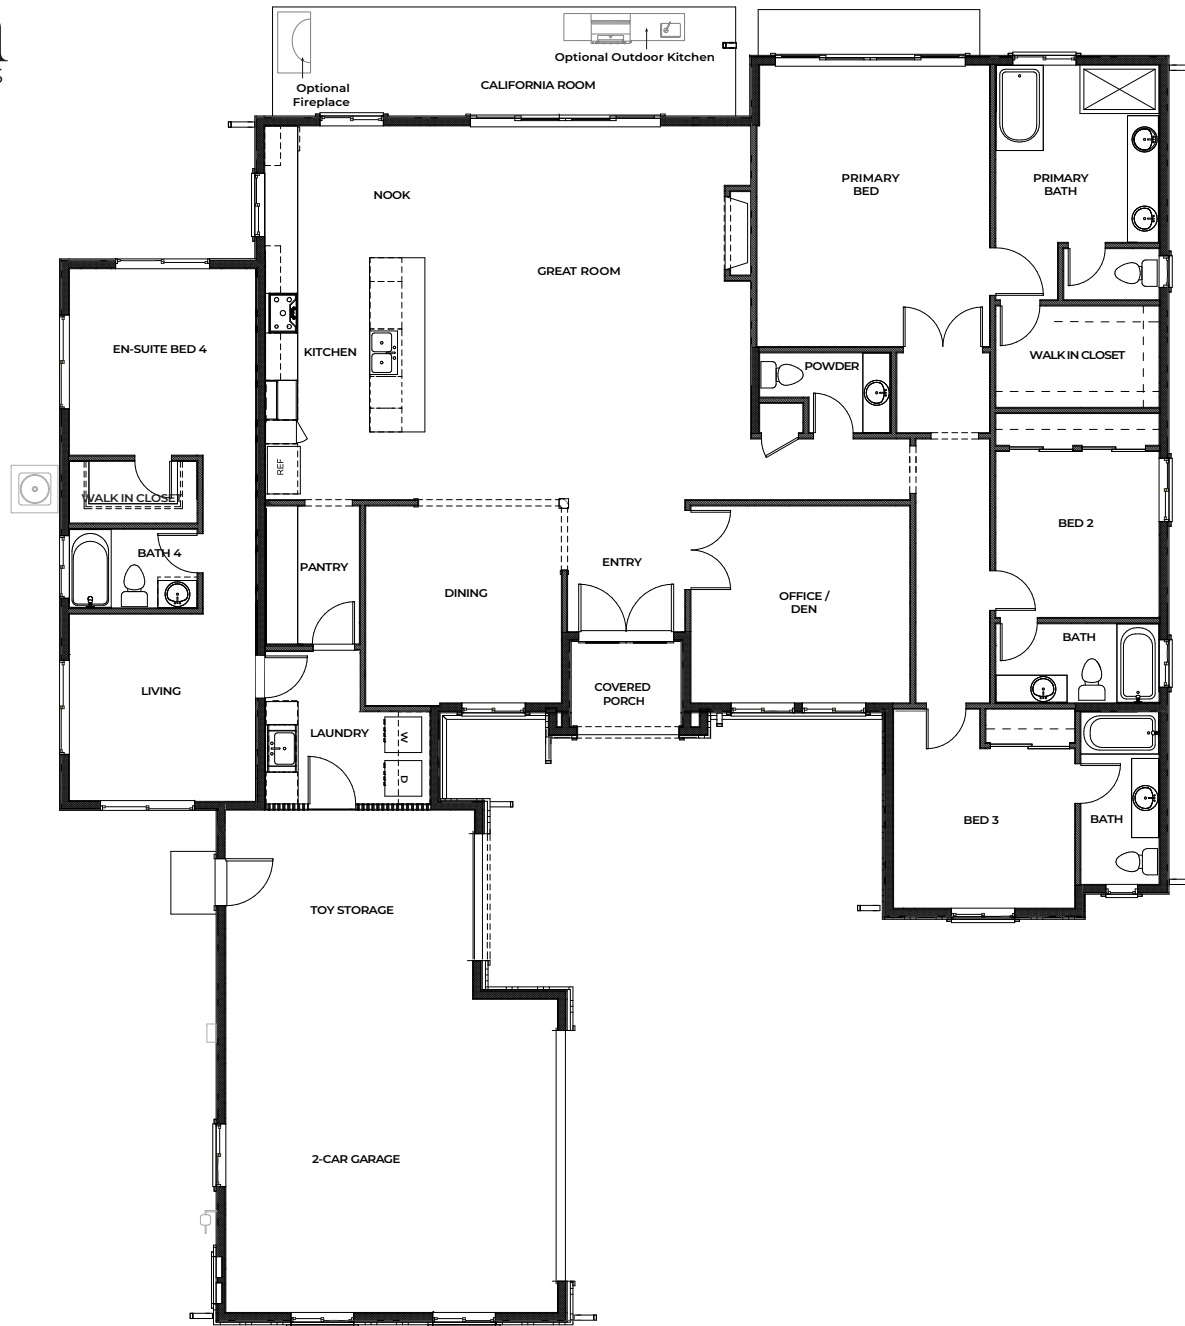 Optional Outdoor Kitchen
CALIFORNIA ROOM
Optional
Fireplace
NOOK
PRIMARY
BED
PRIMARY
BATH
GREAT ROOM
EN-SUITE BED 4
KITCHEN
POWDER
WALK IN CLOSET
REF
WALK IN CLOSET
BED 2
BATH 4
PANTRY
ENTRY
DINING
OFFICE /
DEN
BATH
LIVING
COVERED
PORCH
LAUNDRY
W
D
BED 3
BATH
TOY STORAGE
2-CAR GARAGE